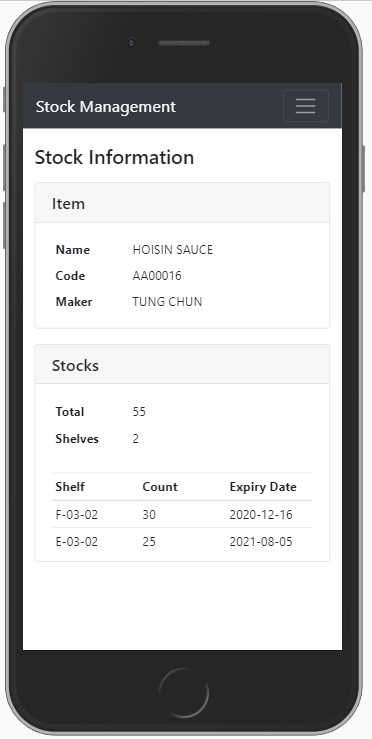 Stock Management
Stock Information
Item
Name HOISIN SAUCE
Code AA00016
Maker TUNG CHUN
Stocks
Total 55
Shelves 2
Shelf Count Expiry Date
F-03-02 30 2020-12-16
E-03-02 25 2021-08-05